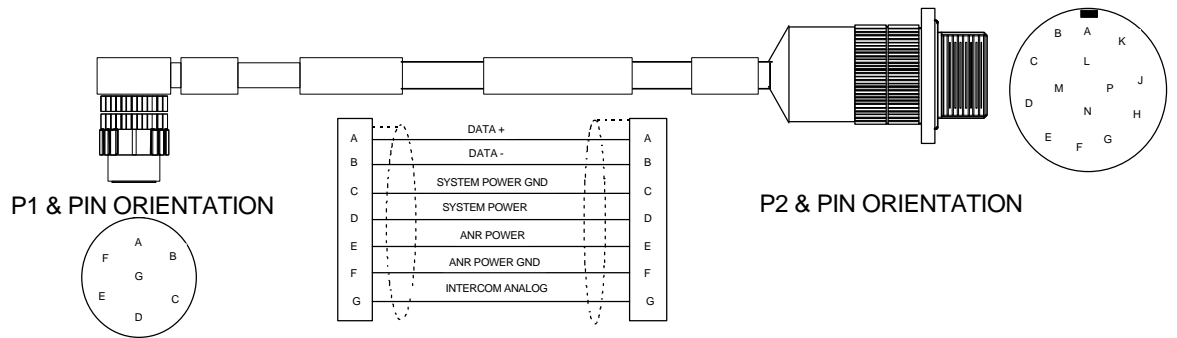 B A K
C L
M P J
D N H
E F G
A DATA + A
B DATA - B
C SYSTEM POWER GND C
D SYSTEM POWER D
E ANR POWER E
F ANR POWER GND F
G INTERCOM ANALOG G
P1 & PIN ORIENTATION
P2 & PIN ORIENTATION
A
F B
G
E C
D